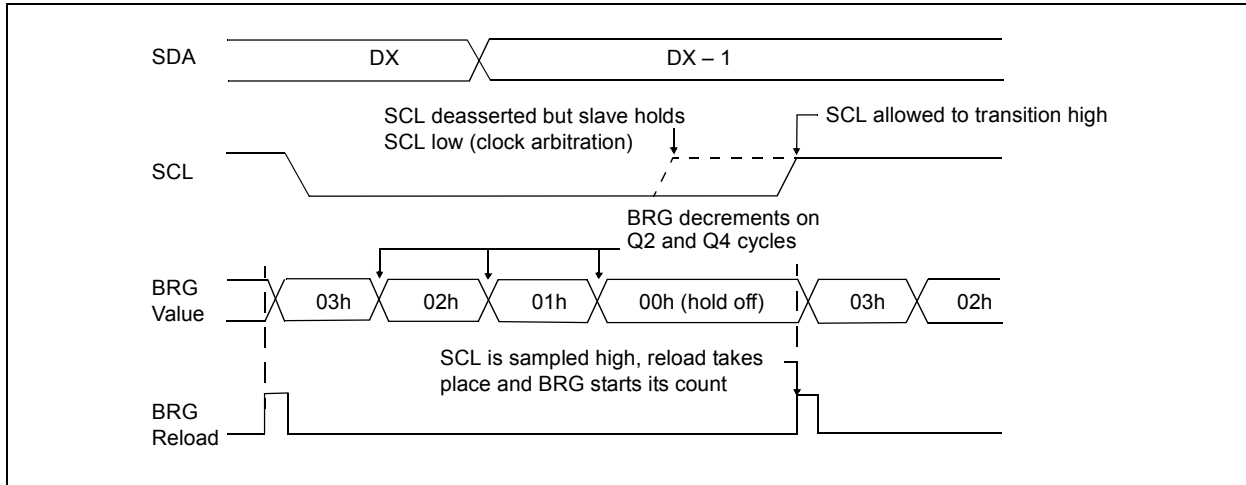 SDA
DX
DX – 1
SCL deasserted but slave holds
SCL low (clock arbitration)
SCL allowed to transition high
SCL
BRG decrements on
Q2 and Q4 cycles
BRG
Value
03h
02h
01h
00h (hold off)
03h
02h
SCL is sampled high, reload takes
place and BRG starts its count
BRG
Reload